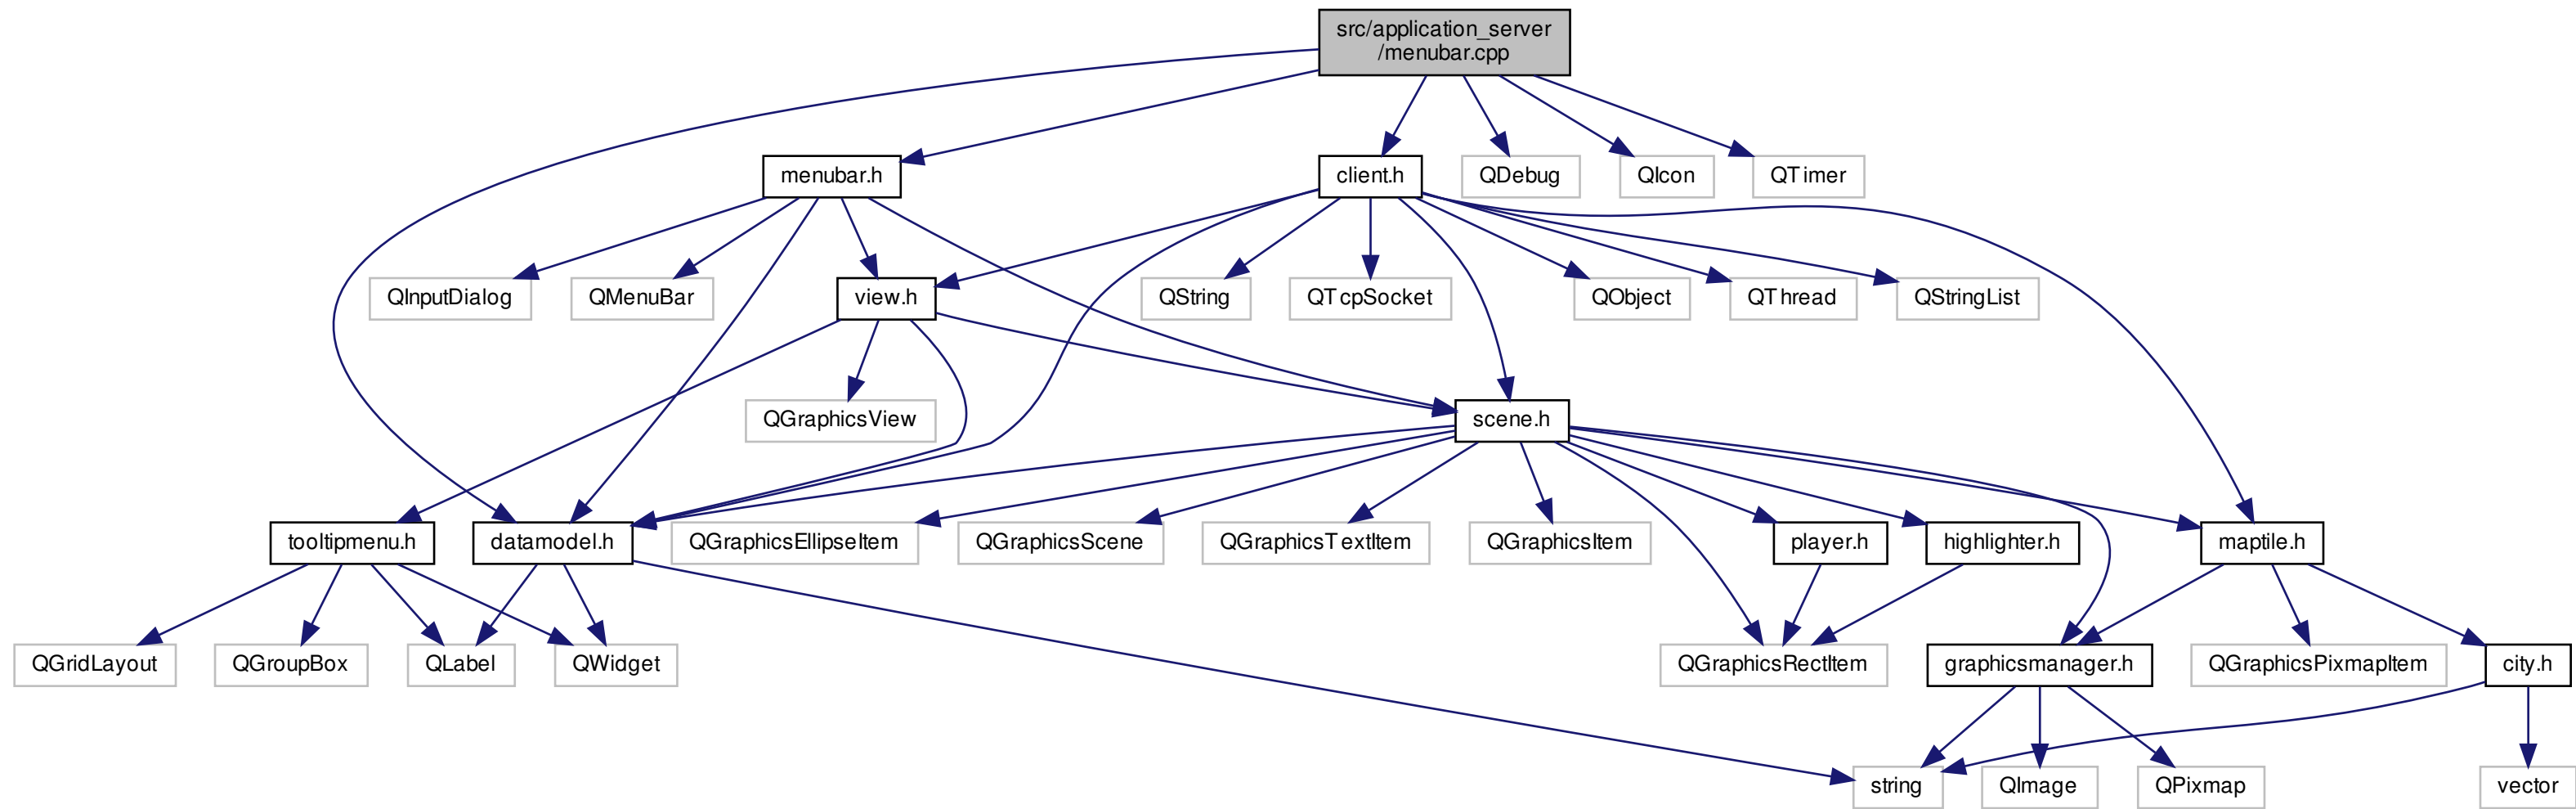 src/application_server
/menubar.cpp
menubar.h
client.h
QDebug
QIcon
QTimer
QInputDialog
QMenuBar
view.h
QString
QTcpSocket
QObject
QThread
QStringList
QGraphicsView
scene.h
tooltipmenu.h
datamodel.h
QGraphicsEllipseItem
QGraphicsScene
QGraphicsTextItem
QGraphicsItem
player.h
highlighter.h
maptile.h
QGridLayout
QGroupBox
QLabel
QWidget
QGraphicsRectItem
graphicsmanager.h
QGraphicsPixmapItem
city.h
string
QImage
QPixmap
vector